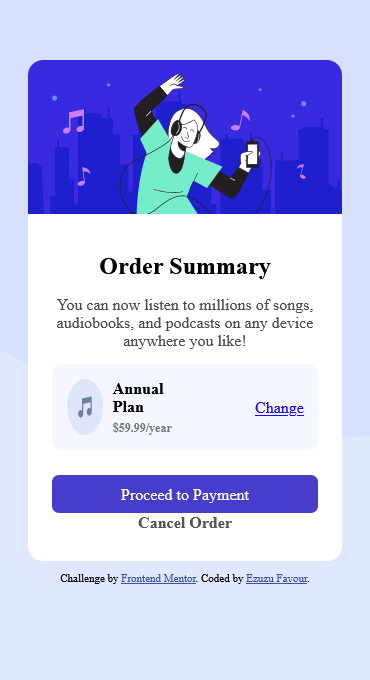 Order Summary
You can now listen to millions of songs,
audiobooks, and podcasts on any device
anywhere you like!
Annual
Plan
$59.99/year
Change
Proceed to Payment
Cancel Order
Challenge by Frontend Mentor. Coded by Ezuzu Favour.